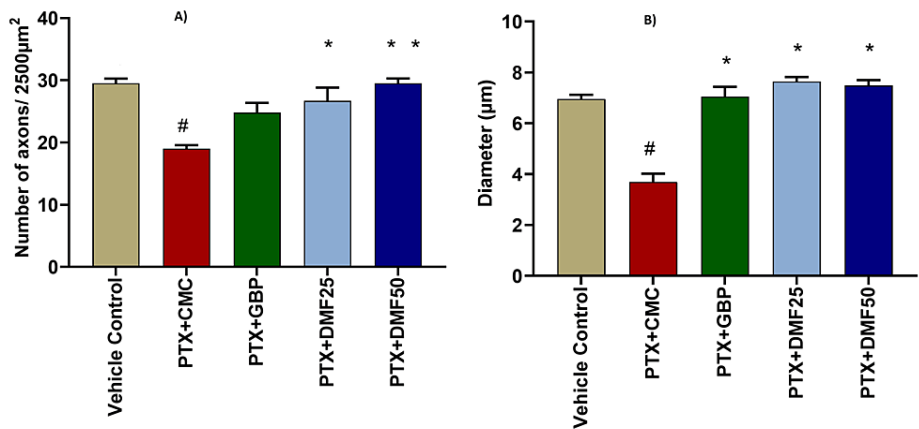 A)
Number of axons/ 2500µm²
40
30
20
10
0
#
*
* *
Vehicle Control
PTX+CMC
PTX+GBP
PTX+DMF25
PTX+DMF50
B)
Diameter (µm)
10
8
6
4
2
0
#
*
*
*
Vehicle Control
PTX+CMC
PTX+GBP
PTX+DMF25
PTX+DMF50